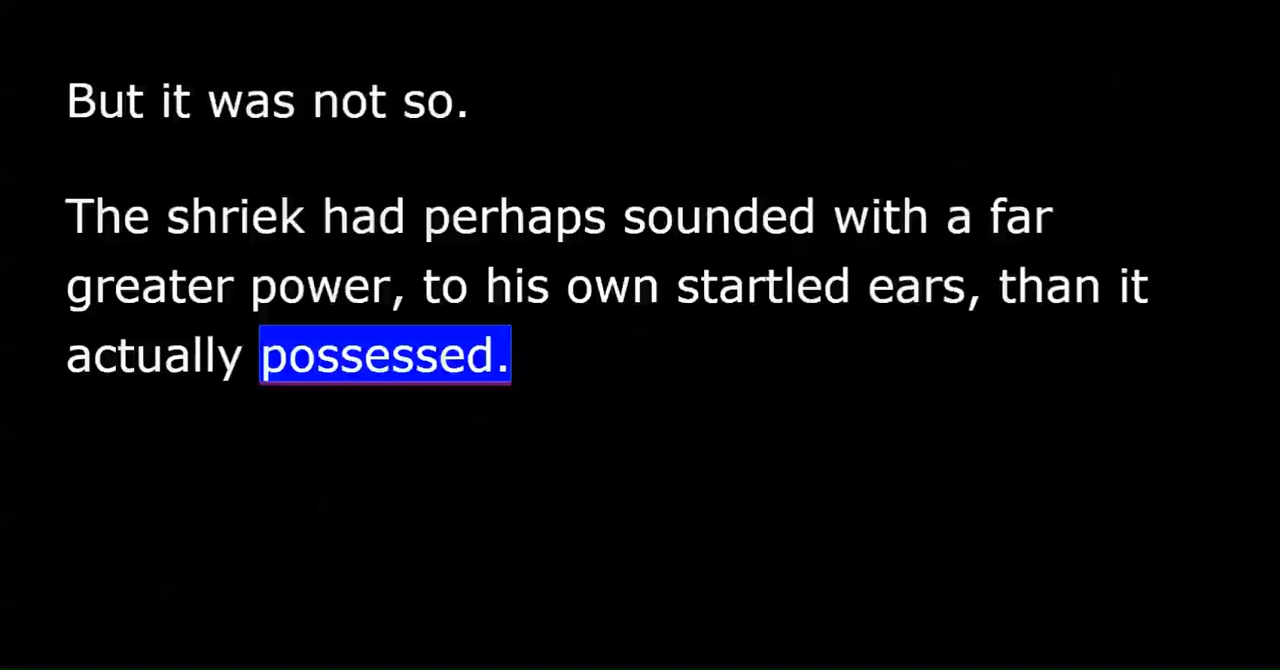 But it was not so.
The shriek had perhaps sounded with a far
greater power, to his own startled ears, than it
actually possessed.